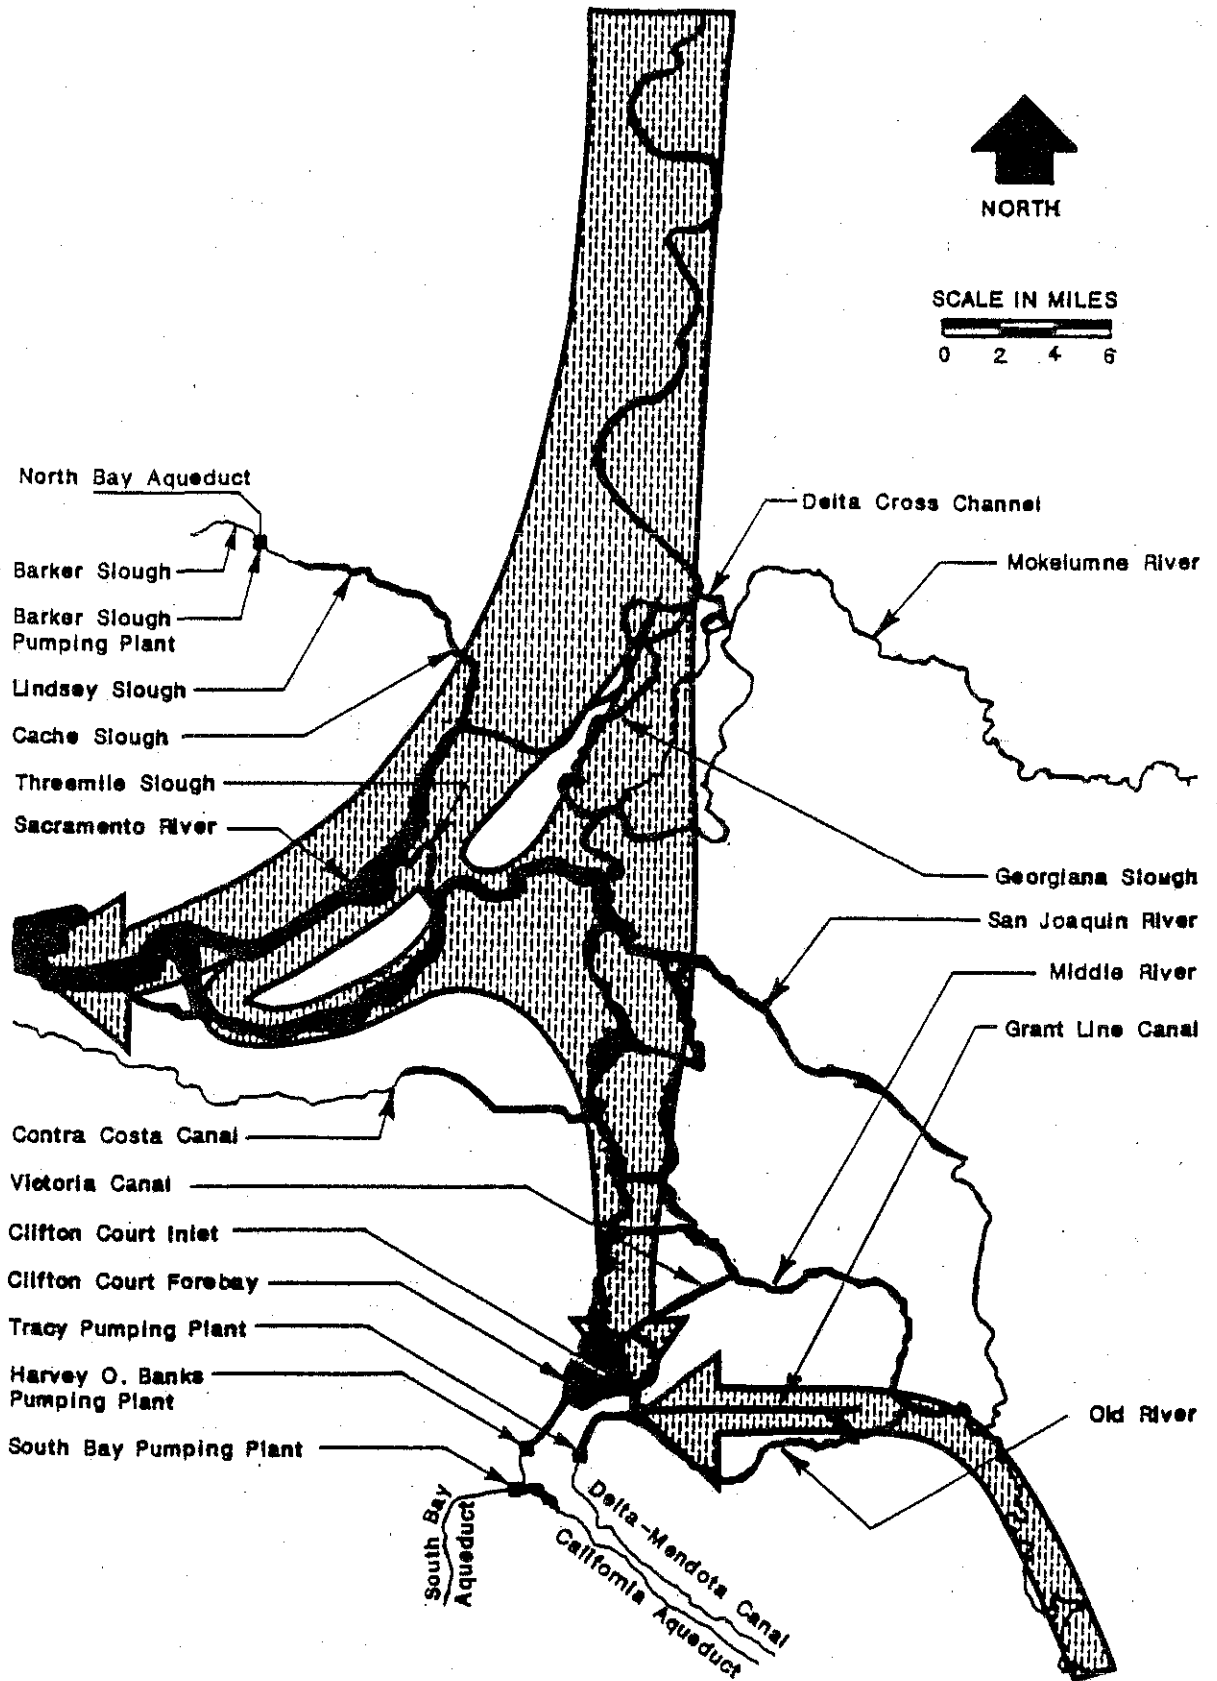 NORTH
SCALE IN MILES
0 2 4 6
North Bay Aqueduct
Delta Cross Channel
Mokelumne River
Barker Slough
Barker Slough
Pumping Plant
Lindsey Slough
Cache Slough
Threemile Slough
Sacramento River
Georgiana Slough
San Joaquin River
Middle River
Grant Line Canal
Contra Costa Canal
Victoria Canal
Clifton Court Inlet
Clifton Court Forebay
Tracy Pumping Plant
Harvey O. Banks
Pumping Plant
Old River
South Bay Pumping Plant
South Bay
Aqueduct
Delta-Mendota Canal
California Aqueduct